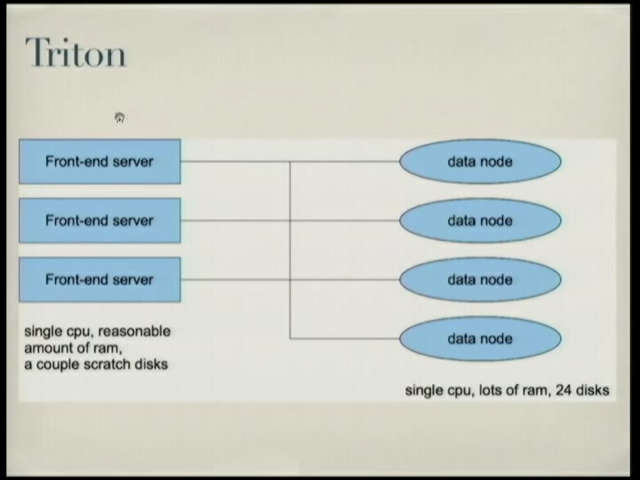 Triton
Front-end server
data node
Front-end server
data node
Front-end server
data node
data node
single cpu, reasonable
amount of ram,
a couple scratch disks
single cpu, lots of ram, 24 disks